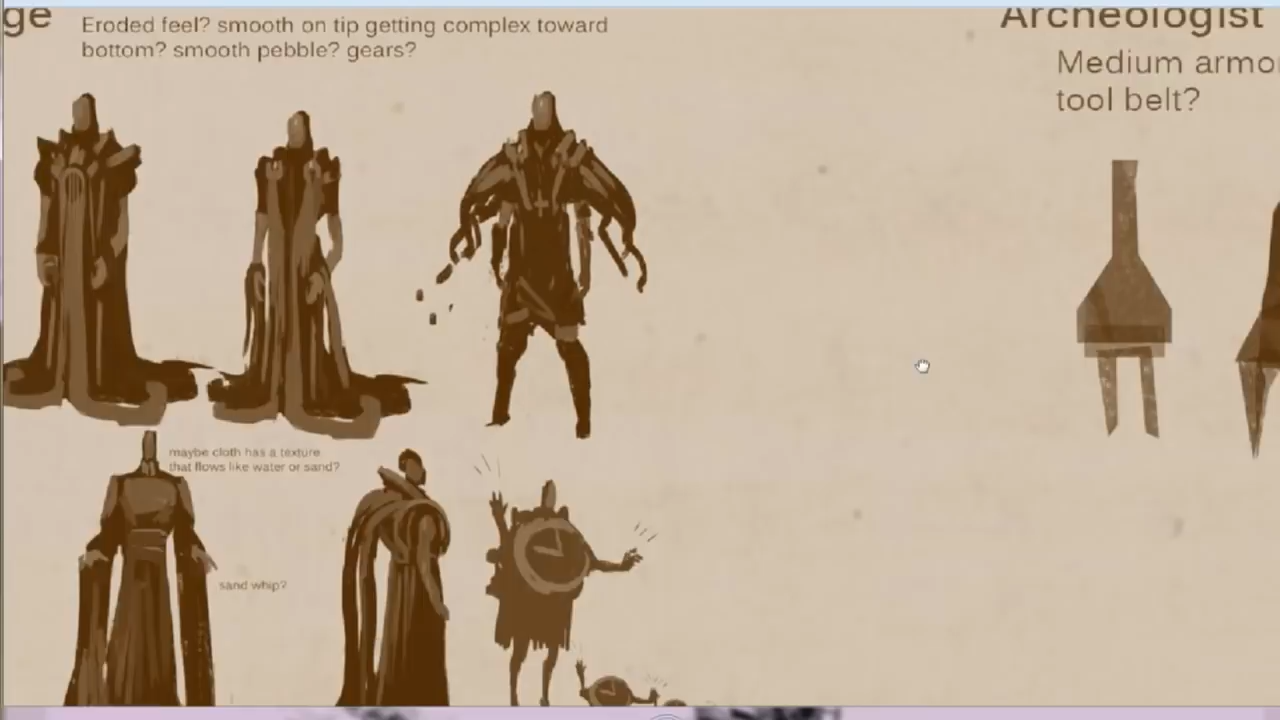 ge
Eroded feel? smooth on tip getting complex toward
bottom? smooth pebble? gears?
Archeologist
Medium armo
tool belt?
maybe cloth has a texture
that flows like water or sand?
sand whip?